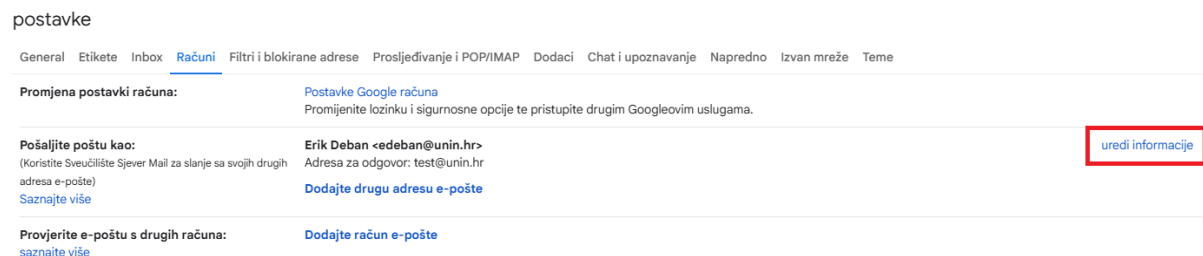 postavke
General Etikete Inbox Računi Filtri i blokirane adrese Prosljeđivanje i POP/IMAP Dodaci Chat i upoznavanje Napredno Izvan mreže Teme
Promjena postavki računa:
Postavke Google računa
Promijenite lozinku i sigurnosne opcije te pristupite drugim Googleovim uslugama.
Pošaljite poštu kao:
(Koristite Sveučilište Sjever Mail za slanje sa svojih drugih
adresa e-pošte)
Saznajte više
Erik Deban <edeban@unin.hr>
Adresa za odgovor: test@unin.hr
Dodajte drugu adresu e-pošte
uredi informacije
Provjerite e-poštu s drugih računa:
saznajte više
Dodajte račun e-pošte